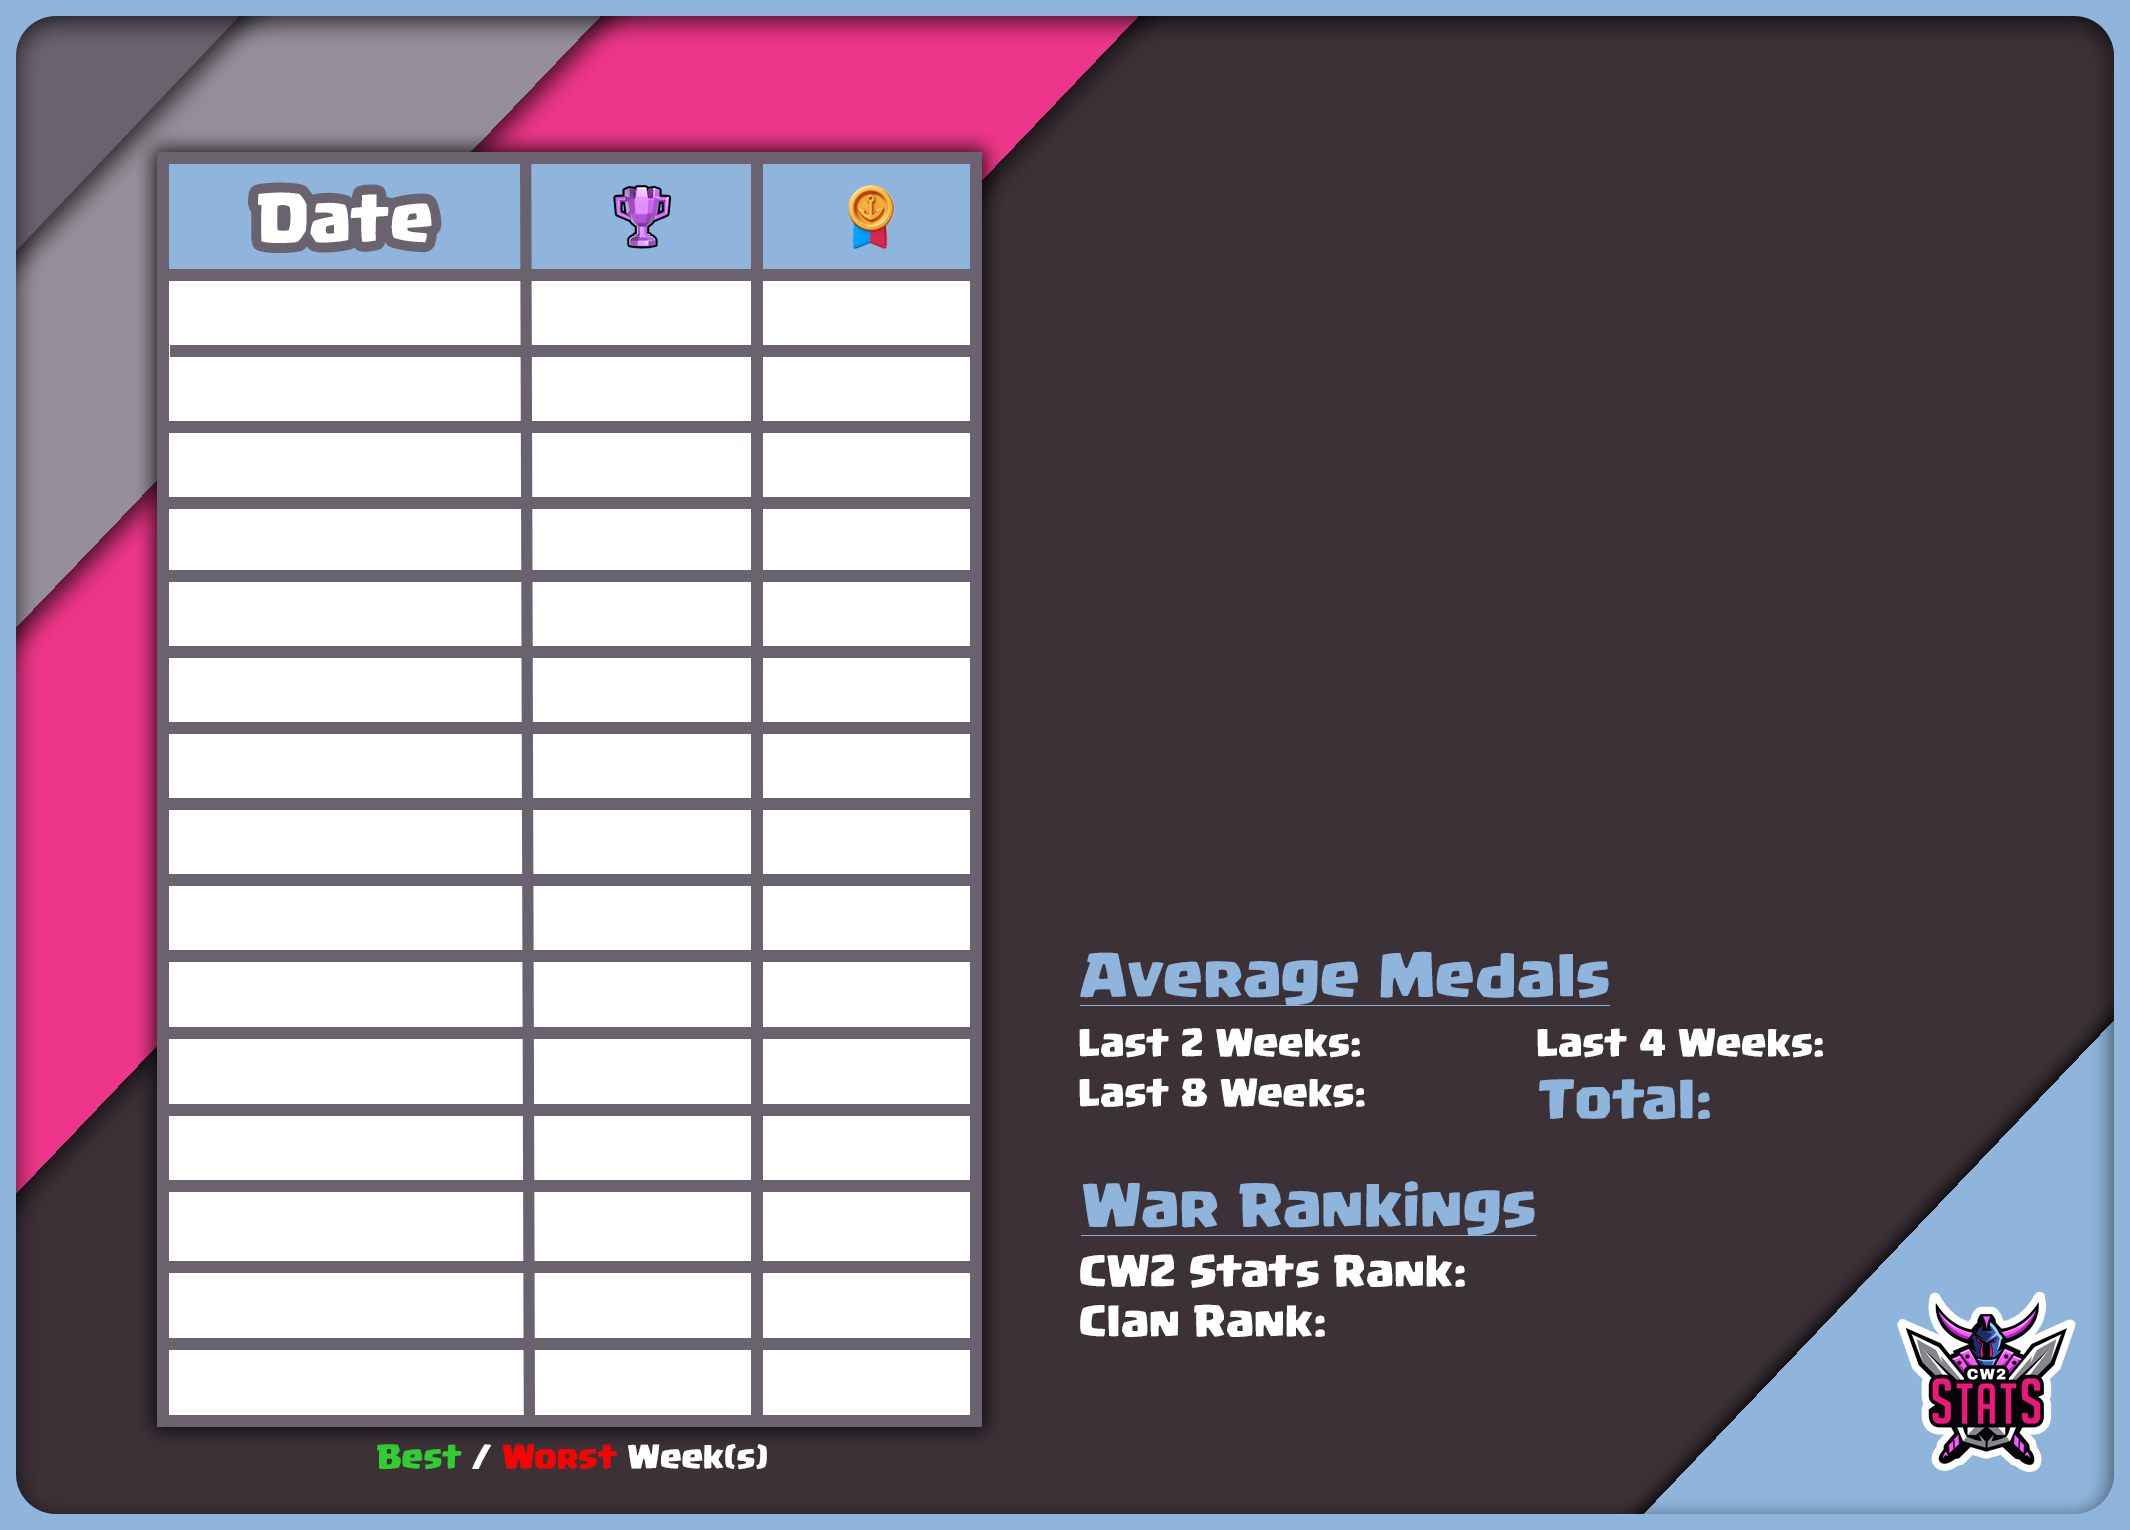 Date
Best / Worst Week(s)
Average Medals
Last 2 Weeks:
Last 4 Weeks:
Last 8 Weeks:
Total:
War Rankings
CW2 Stats Rank:
Clan Rank:
CW2
STATS